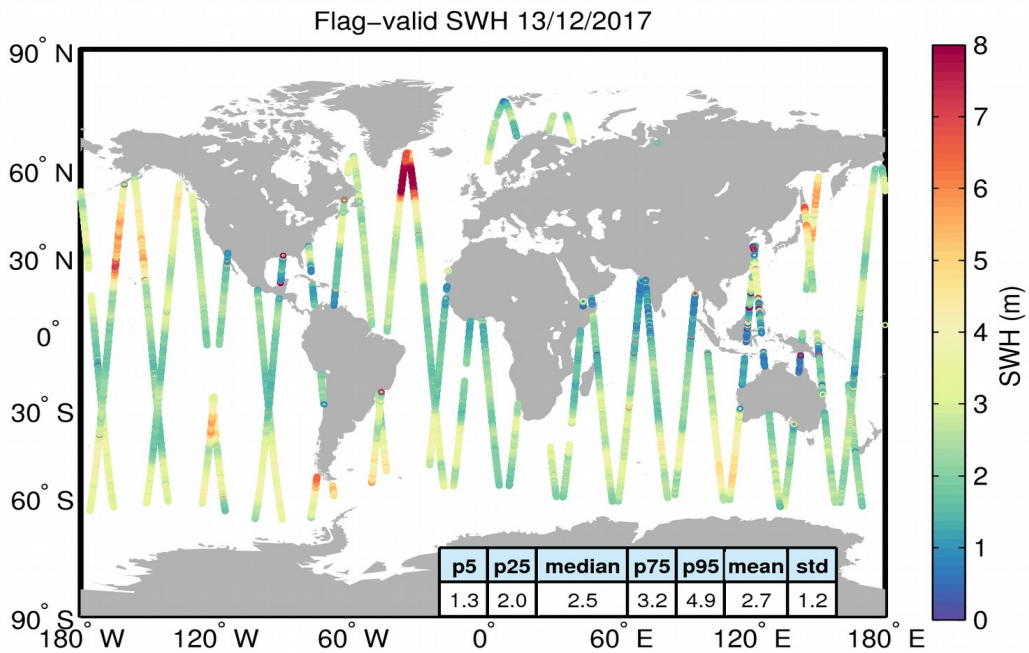 Flag−valid SWH 13/12/2017
90° N
60° N
30° N
0°
30° S
60° S
90° S
180° W
120° W
60° W
0°
60° E
120° E
180° E
p5 p25 median p75 p95 mean std
1.3 2.0 2.5 3.2 4.9 2.7 1.2
8
7
6
5
4
3
2
1
0
SWH (m)